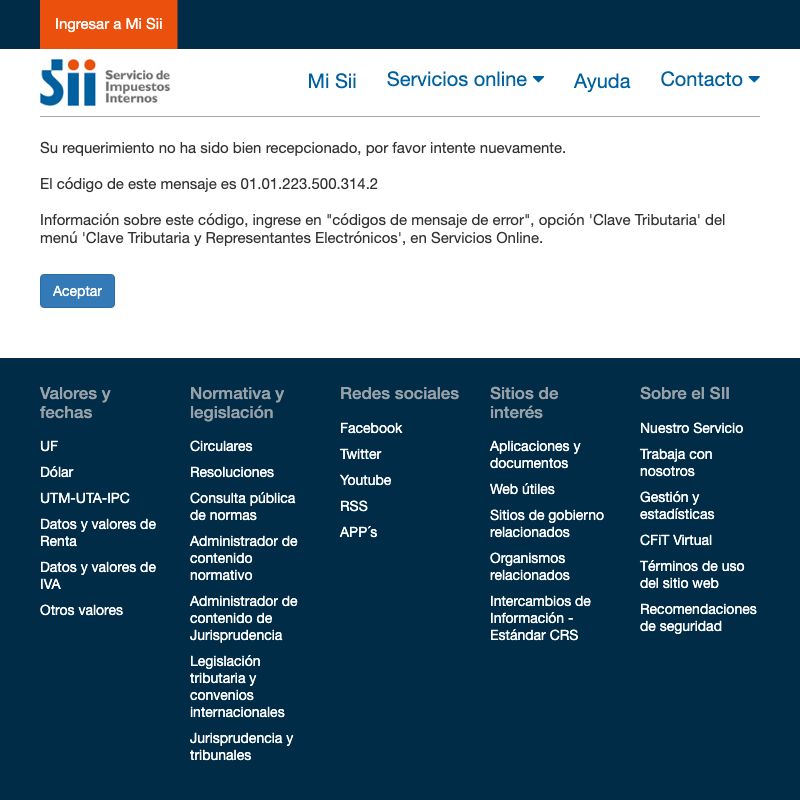 Ingresar a Mi Sii
Sii Servicio de
Impuestos
Internos
Mi Sii
Servicios online
Ayuda
Contacto
Su requerimiento no ha sido bien recepcionado, por favor intente nuevamente.
El código de este mensaje es 01.01.223.500.314.2
Información sobre este código, ingrese en "códigos de mensaje de error", opción 'Clave Tributaria' del
menú 'Clave Tributaria y Representantes Electrónicos', en Servicios Online.
Aceptar
Valores y
fechas
UF
Dólar
UTM-UTA-IPC
Datos y valores de
Renta
Datos y valores de
IVA
Otros valores
Normativa y
legislación
Circulares
Resoluciones
Consulta pública
de normas
Administrador de
contenido
normativo
Administrador de
contenido de
Jurisprudencia
Legislación
tributaria y
convenios
internacionales
Jurisprudencia y
tribunales
Redes sociales
Facebook
Twitter
Youtube
RSS
APP´s
Sitios de
interés
Aplicaciones y
documentos
Web útiles
Sitios de gobierno
relacionados
Organismos
relacionados
Intercambios de
Información -
Estándar CRS
Sobre el SII
Nuestro Servicio
Trabaja con
nosotros
Gestión y
estadísticas
CFiT Virtual
Términos de uso
del sitio web
Recomendaciones
de seguridad